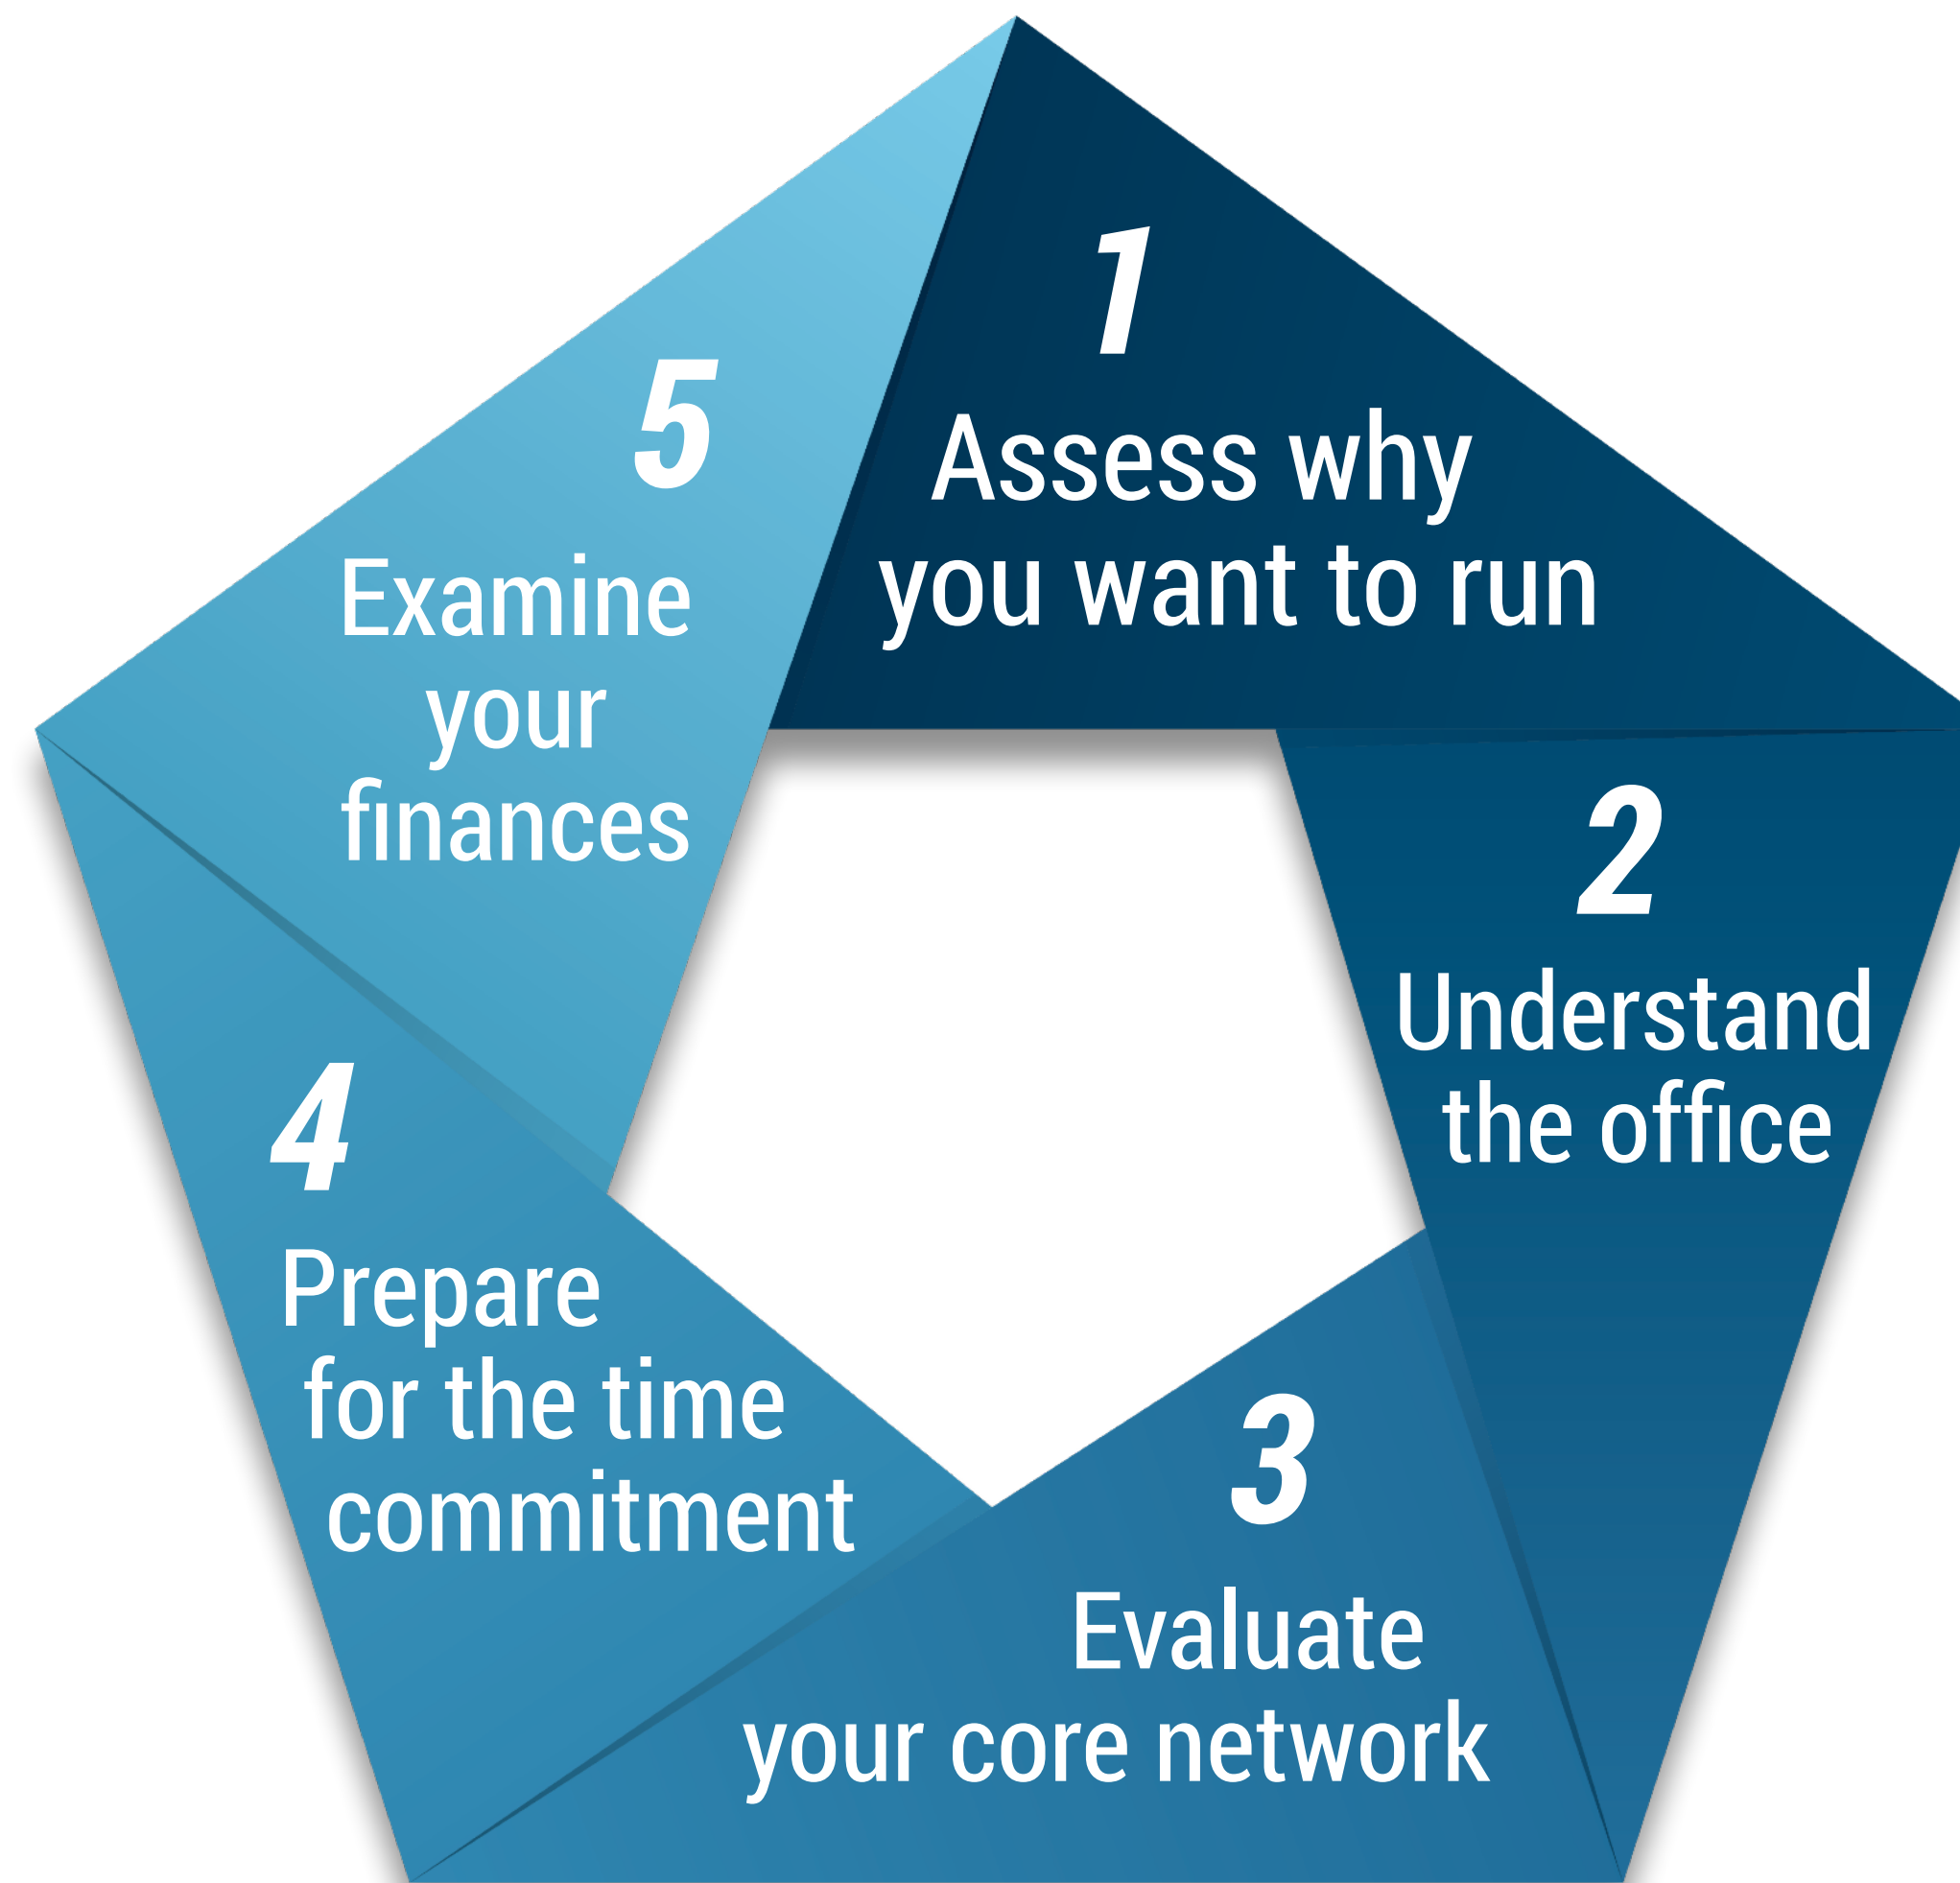 1
Assess why
you want to run
2
Understand
the office
3
Evaluate
your core network
4
Prepare
for the time
commitment
5
Examine
your
finances